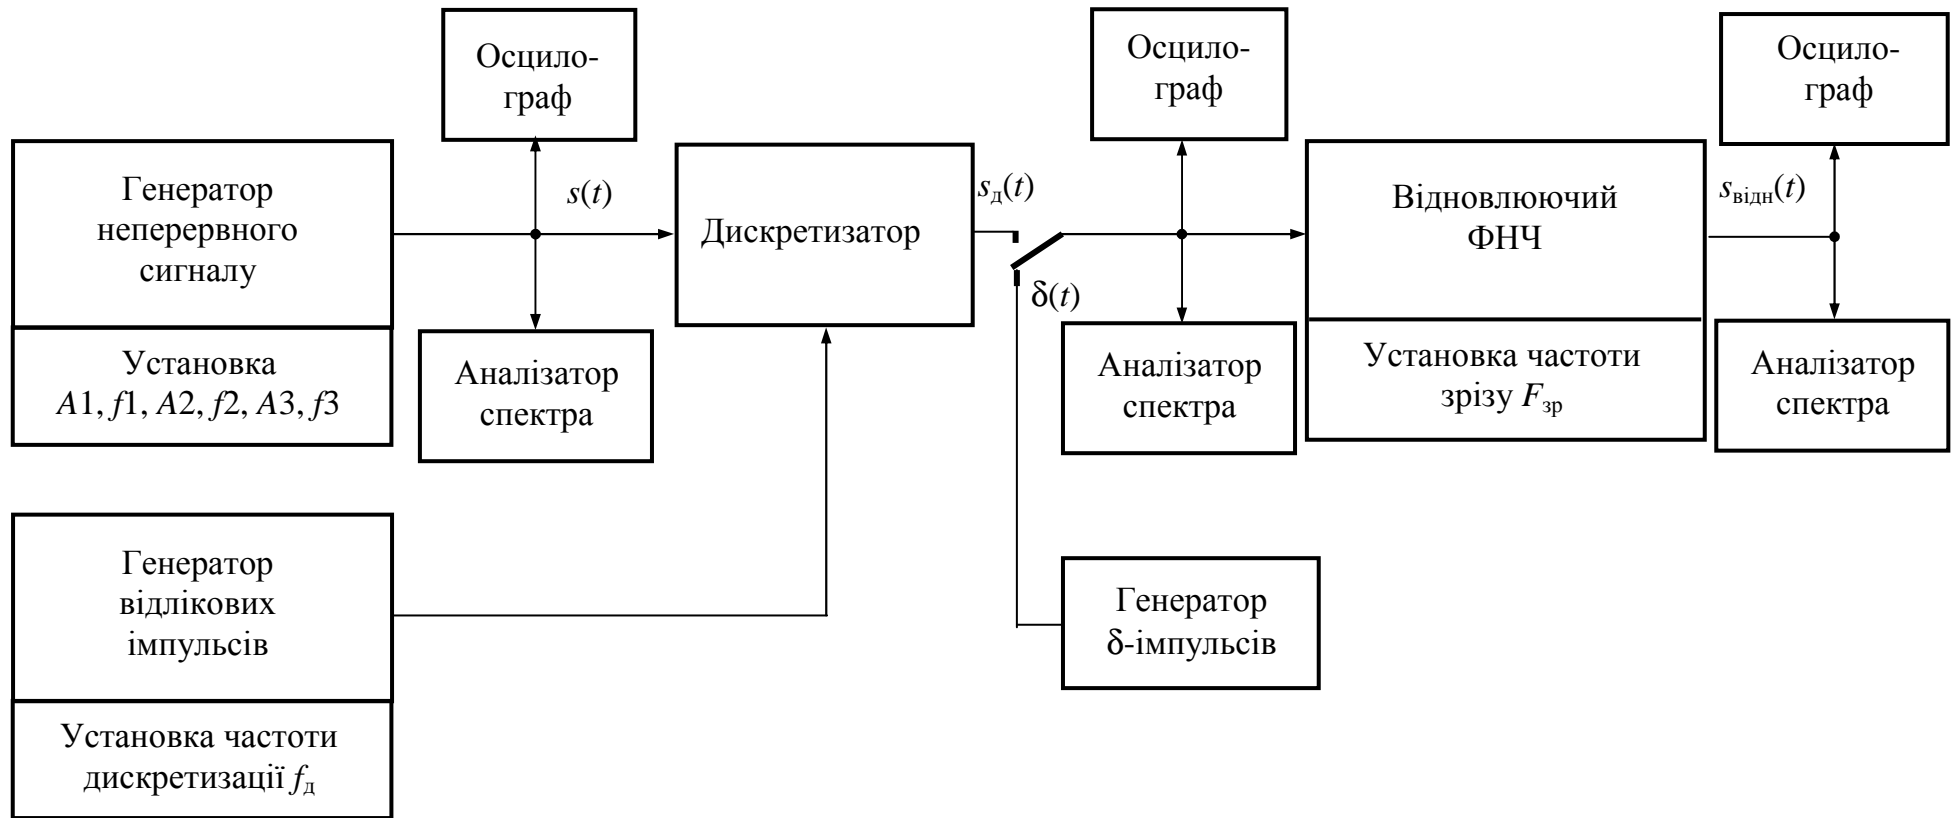 Осцило-
граф
Осцило-
граф
Осцило-
граф
Генератор
неперервного
сигналу
s(t)
Дискретизатор
sд(t)
Відновлюючий
ФНЧ
sвідн(t)
δ(t)
Установка
A1, f1, A2, f2, A3, f3
Аналізатор
спектра
Аналізатор
спектра
Установка частоти
зрізу Fзр
Аналізатор
спектра
Генератор
відлікових
імпульсів
Генератор
δ-імпульсів
Установка частоти
дискретизації fд